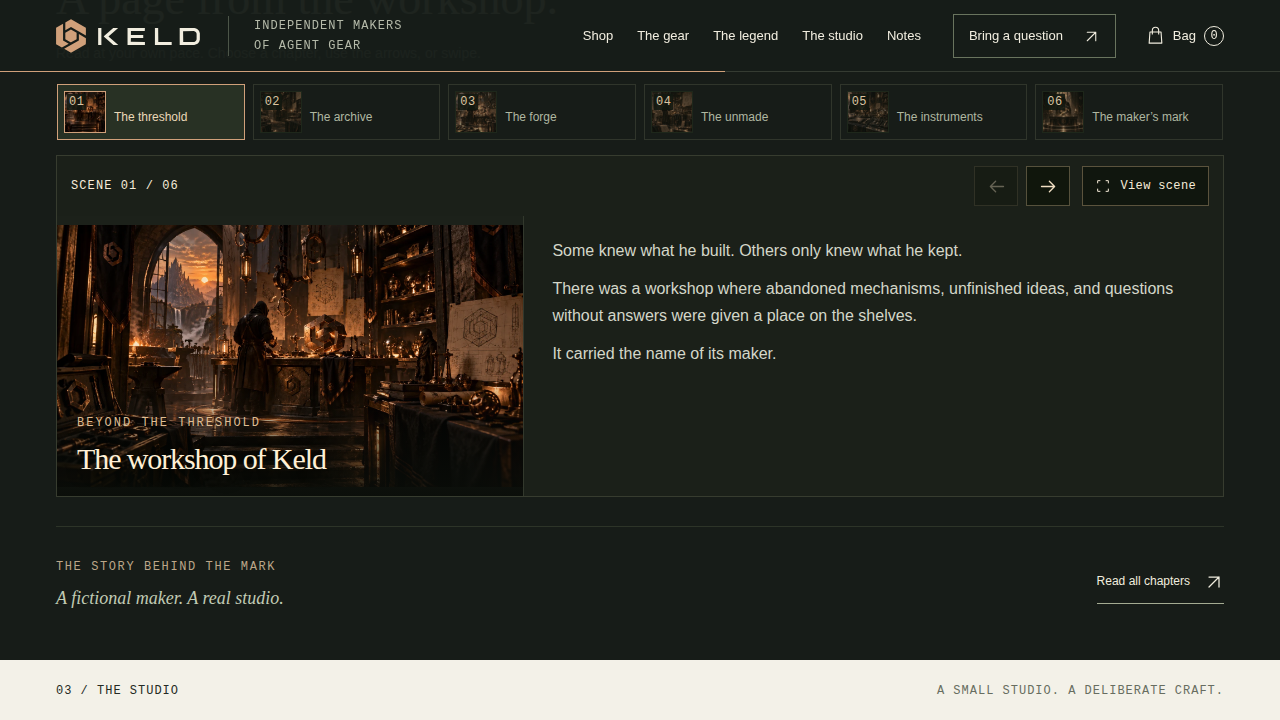 A page from the workshop.
KELD
INDEPENDENT MAKERS
OF AGENT GEAR
Shop
The gear
The legend
The studio
Notes
Bring a question
Bag
0
01
The threshold
02
The archive
03
The forge
04
The unmade
05
The instruments
06
The maker’s mark
SCENE 01 / 06
View scene
BEYOND THE THRESHOLD
The workshop of Keld
Some knew what he built. Others only knew what he kept.
There was a workshop where abandoned mechanisms, unfinished ideas, and questions
without answers were given a place on the shelves.
It carried the name of its maker.
THE STORY BEHIND THE MARK
A fictional maker. A real studio.
Read all chapters
03 / THE STUDIO
A SMALL STUDIO. A DELIBERATE CRAFT.